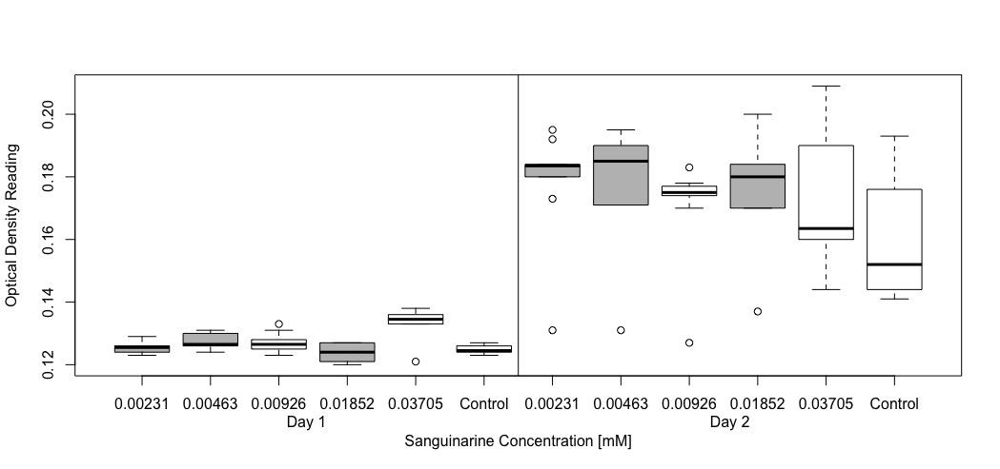 Optical Density Reading
0.20
0.18
0.16
0.14
0.12
0.00231 0.00463 0.00926 0.01852 0.03705 Control 0.00231 0.00463 0.00926 0.01852 0.03705 Control
Day 1 Day 2
Sanguinarine Concentration [mM]